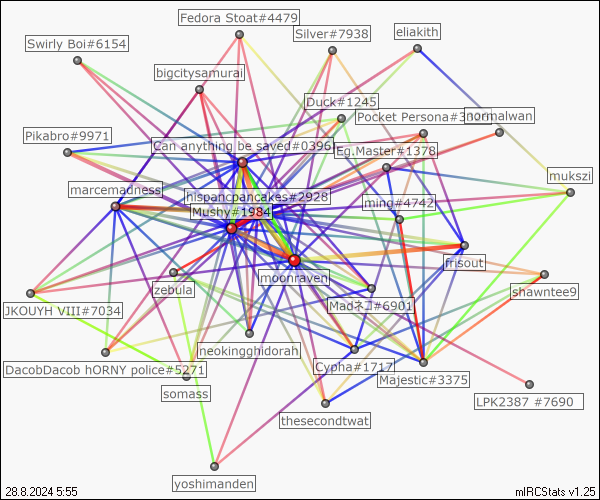 Fedora Stoat#4479
Silver#7938
eliakith
Swirly Boi#6154
bigcitysamurai
Duck#1245
Pocket Persona#3
normalwan
Pikabro#9971
Can anything be saved#0396
Eg.Master#1378
mukszi
marcemadness
hispanicpancakes#2928
ming#4742
Mushy#1984
frisout
moonraven
zebula
shawntee9
JKOUYH VIII#7034
Madネコ#6901
neokingghidorah
DacobDacob hORNY police#5271
Cypha#1717
Majestic#3375
somass
LPK2387 #7690
thesecondtwat
yoshimanden
28.8.2024 5:55
mIRCStats v1.25